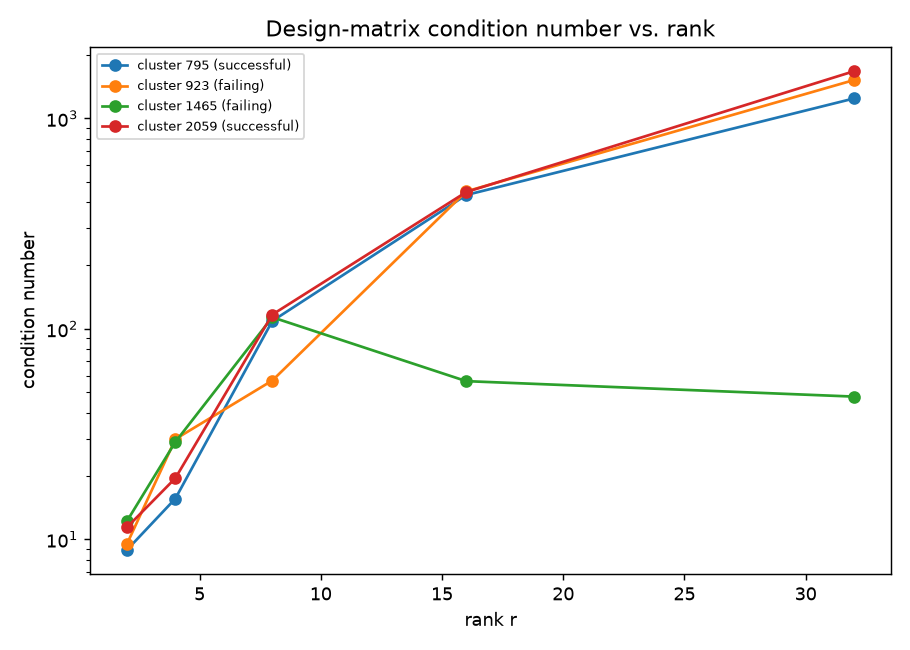 Design-matrix condition number vs. rank
cluster 795 (successful)
cluster 923 (failing)
cluster 1465 (failing)
cluster 2059 (successful)
condition number
10³
10²
10¹
5 10 15 20 25 30
rank r